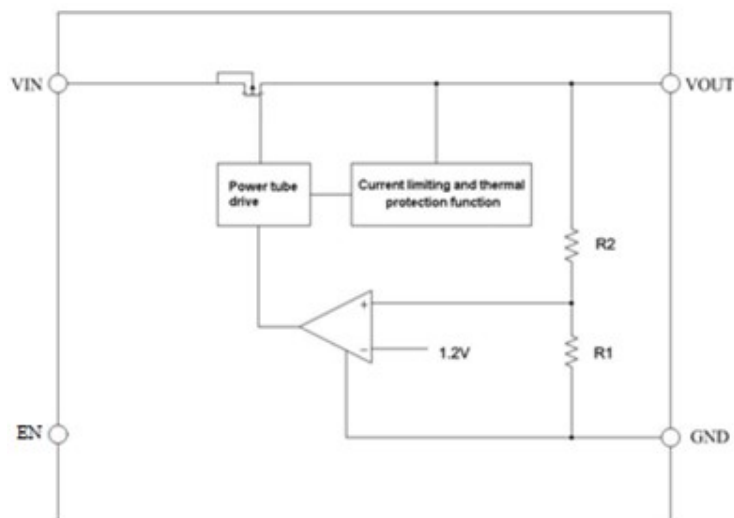 VIN
VOUT
Power tube
drive
Current limiting and thermal
protection function
R2
+
1.2V
−
R1
EN
GND